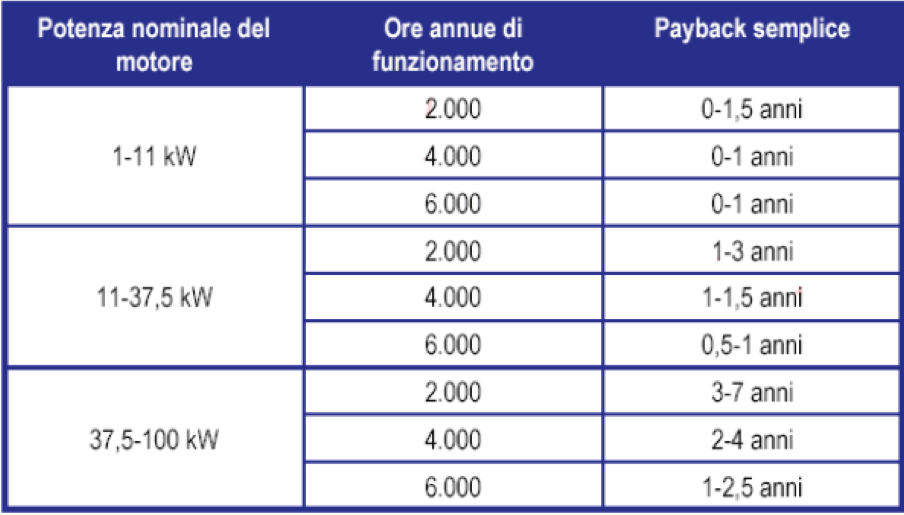 Potenza nominale del motore | Ore annue di funzionamento | Payback semplice
1-11 kW | 2.000 | 0-1,5 anni
4.000 | 0-1 anni
6.000 | 0-1 anni
11-37,5 kW | 2.000 | 1-3 anni
4.000 | 1-1,5 anni
6.000 | 0,5-1 anni
37,5-100 kW | 2.000 | 3-7 anni
4.000 | 2-4 anni
6.000 | 1-2,5 anni